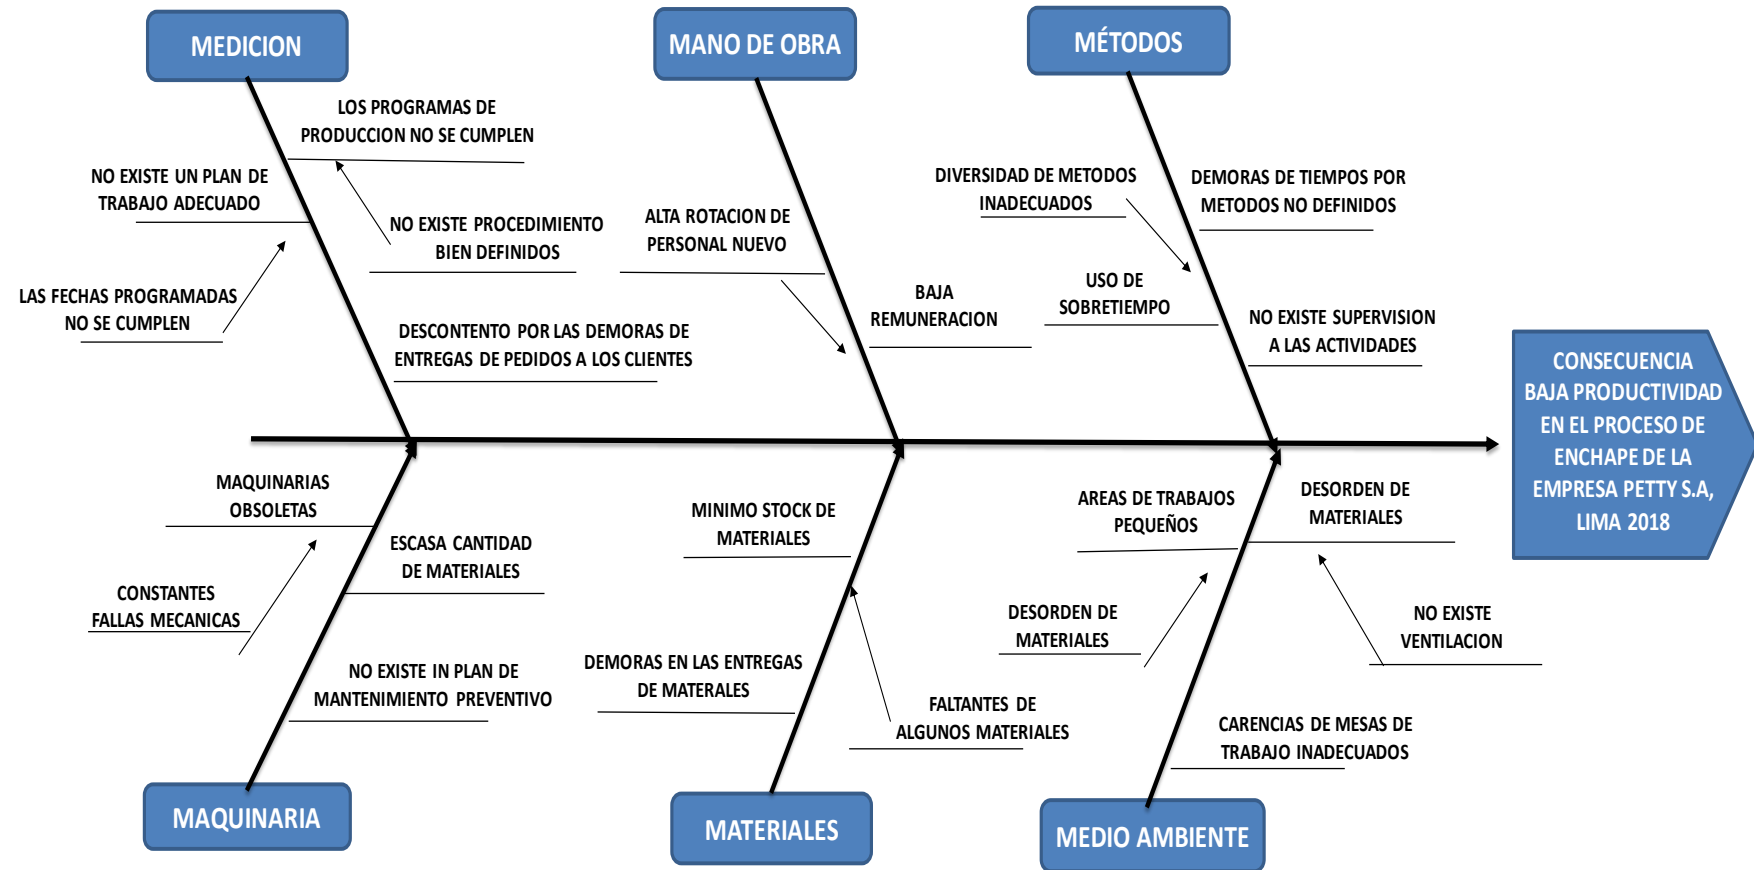 MEDICION
MANO DE OBRA
MÉTODOS
LOS PROGRAMAS DE
PRODUCCION NO SE CUMPLEN
NO EXISTE UN PLAN DE
TRABAJO ADECUADO
NO EXISTE PROCEDIMIENTO
BIEN DEFINIDOS
LAS FECHAS PROGRAMADAS
NO SE CUMPLEN
DESCONTENTO POR LAS DEMORAS DE
ENTREGAS DE PEDIDOS A LOS CLIENTES
ALTA ROTACION DE
PERSONAL NUEVO
BAJA
REMUNERACION
DIVERSIDAD DE METODOS
INADECUADOS
DEMORAS DE TIEMPOS POR
METODOS NO DEFINIDOS
USO DE
SOBRETIEMPO
NO EXISTE SUPERVISION
A LAS ACTIVIDADES
CONSECUENCIA
BAJA PRODUCTIVIDAD
EN EL PROCESO DE
ENCHAPE DE LA
EMPRESA PETTY S.A,
LIMA 2018
MAQUINARIAS
OBSOLETAS
ESCASA CANTIDAD
DE MATERIALES
CONSTANTES
FALLAS MECANICAS
NO EXISTE IN PLAN DE
MANTENIMIENTO PREVENTIVO
MINIMO STOCK DE
MATERIALES
DEMORAS EN LAS ENTREGAS
DE MATERALES
FALTANTES DE
ALGUNOS MATERIALES
AREAS DE TRABAJOS
PEQUEÑOS
DESORDEN DE
MATERIALES
DESORDEN DE
MATERIALES
NO EXISTE
VENTILACION
CARENCIAS DE MESAS DE
TRABAJO INADECUADOS
MAQUINARIA
MATERIALES
MEDIO AMBIENTE